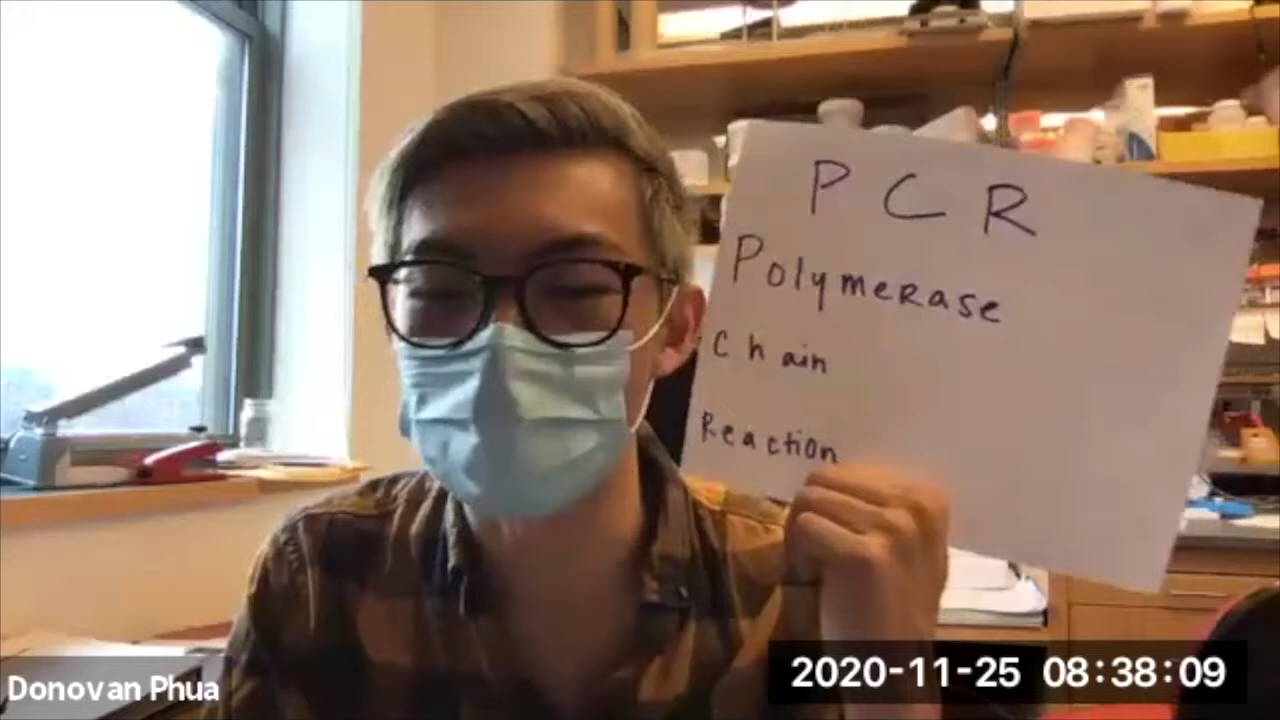 PCR
Polymerase
Chain
Reaction
Donovan Phua
2020-11-25 08:38:09